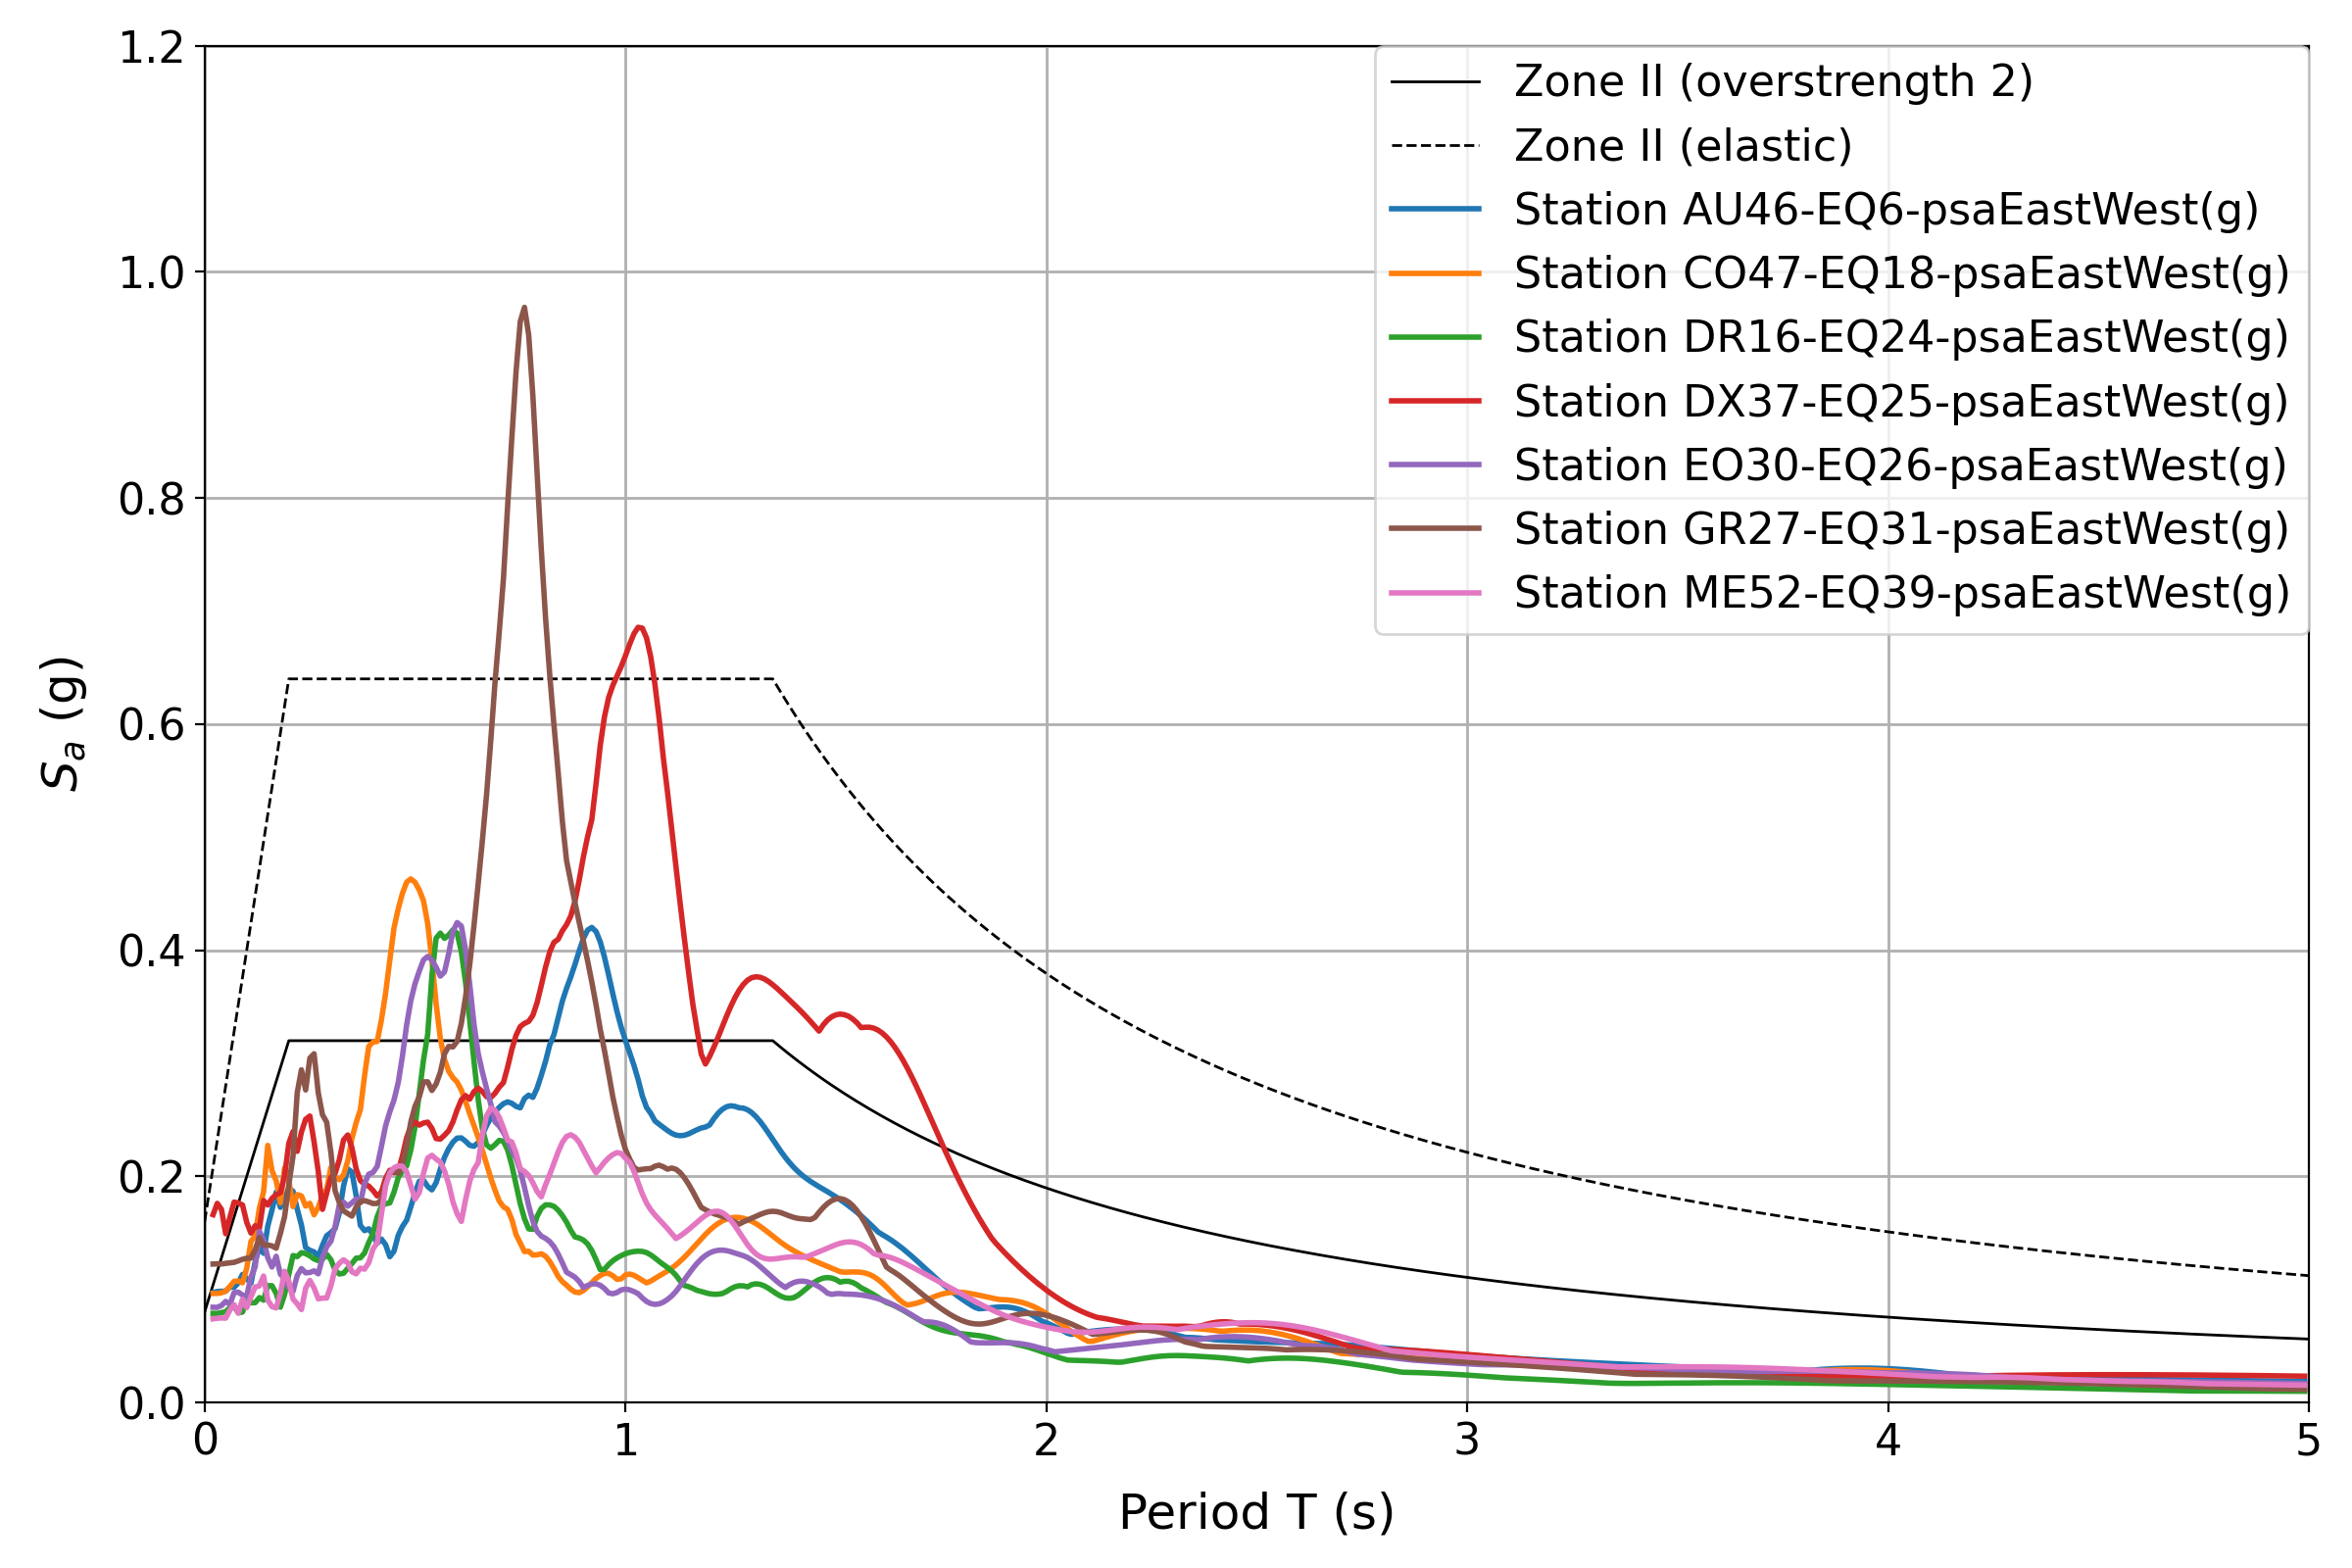 1.2
1.0
0.8
0.6
0.4
0.2
0.0
Sa (g)
Zone II (overstrength 2)
Zone II (elastic)
Station AU46-EQ6-psaEastWest(g)
Station CO47-EQ18-psaEastWest(g)
Station DR16-EQ24-psaEastWest(g)
Station DX37-EQ25-psaEastWest(g)
Station EO30-EQ26-psaEastWest(g)
Station GR27-EQ31-psaEastWest(g)
Station ME52-EQ39-psaEastWest(g)
0 1 2 3 4 5
Period T (s)